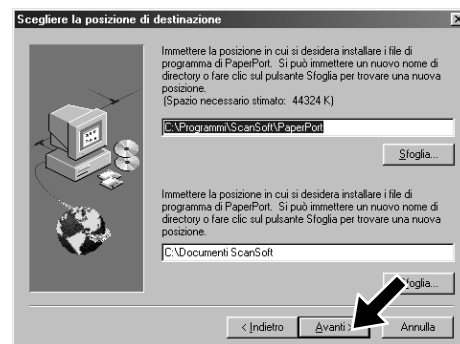 Scegliere la posizione di destinazione
Immettere la posizione in cui si desidera installare i file di
programma di PaperPort. Si può immettere un nuovo nome di
directory o fare clic sul pulsante Sfoglia per trovare una nuova
posizione.
(Spazio necessario stimato: 44324 K)
C:\Programmi\ScanSoft\PaperPort
Sfoglia...
Immettere la posizione in cui si desidera installare i file di
programma di PaperPort. Si può immettere un nuovo nome di
directory o fare clic sul pulsante Sfoglia per trovare una nuova
posizione.
C:\Documenti ScanSoft
Sfoglia...
< Indietro
Avanti >
Annulla